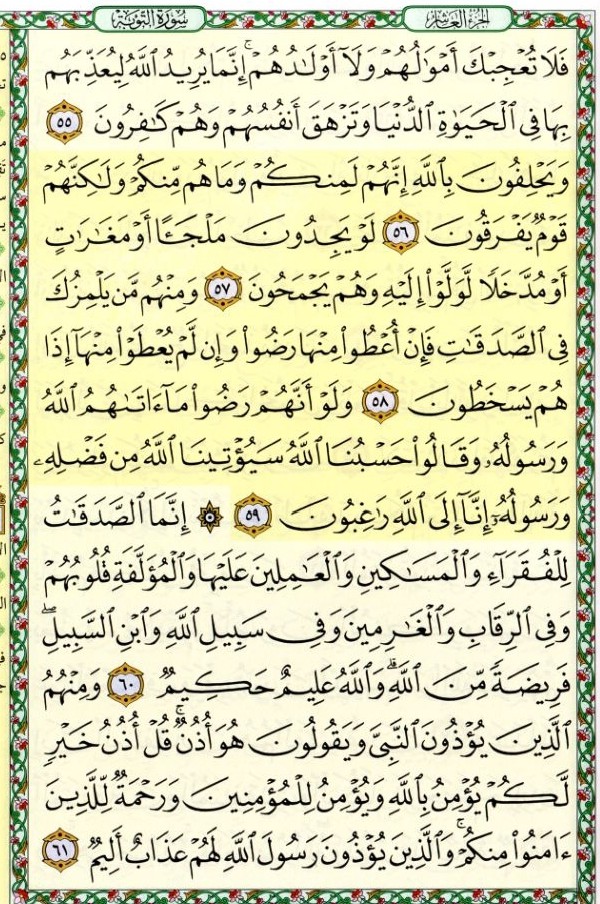 الجزء العاشر
سورة التوبة
فَلَا تُعْجِبْكَ أَمْوَٰلُهُمْ وَلَآ أَوْلَٰدُهُمْ ۚ إِنَّمَا يُرِيدُ ٱللَّهُ لِيُعَذِّبَهُم
بِهَا فِى ٱلْحَيَوٰةِ ٱلدُّنْيَا وَتَزْهَقَ أَنفُسُهُمْ وَهُمْ كَٰفِرُونَ ٥٥
وَيَحْلِفُونَ بِٱللَّهِ إِنَّهُمْ لَمِنكُمْ وَمَا هُم مِّنكُمْ وَلَٰكِنَّهُمْ
قَوْمٌ يَفْرَقُونَ ٥٦ لَوْ يَجِدُونَ مَلْجَـًٔا أَوْ مَغَٰرَٰتٍ
أَوْ مُدَّخَلًا لَّوَلَّوْا۟ إِلَيْهِ وَهُمْ يَجْمَحُونَ ٥٧ وَمِنْهُم مَّن يَلْمِزُكَ
فِى ٱلصَّدَقَٰتِ فَإِنْ أُعْطُوا۟ مِنْهَا رَضُوا۟ وَإِن لَّمْ يُعْطَوْا۟ مِنْهَآ إِذَا
هُمْ يَسْخَطُونَ ٥٨ وَلَوْ أَنَّهُمْ رَضُوا۟ مَآ ءَاتَىٰهُمُ ٱللَّهُ
وَرَسُولُهُۥ وَقَالُوا۟ حَسْبُنَا ٱللَّهُ سَيُؤْتِينَا ٱللَّهُ مِن فَضْلِهِۦ
وَرَسُولُهُۥٓ إِنَّآ إِلَى ٱللَّهِ رَٰغِبُونَ ٥٩ ۞ إِنَّمَا ٱلصَّدَقَٰتُ
لِلْفُقَرَآءِ وَٱلْمَسَٰكِينِ وَٱلْعَٰمِلِينَ عَلَيْهَا وَٱلْمُؤَلَّفَةِ قُلُوبُهُمْ
وَفِى ٱلرِّقَابِ وَٱلْغَٰرِمِينَ وَفِى سَبِيلِ ٱللَّهِ وَٱبْنِ ٱلسَّبِيلِ ۖ
فَرِيضَةً مِّنَ ٱللَّهِ ۗ وَٱللَّهُ عَلِيمٌ حَكِيمٌ ٦٠ وَمِنْهُمُ
ٱلَّذِينَ يُؤْذُونَ ٱلنَّبِىَّ وَيَقُولُونَ هُوَ أُذُنٌ ۚ قُلْ أُذُنُ خَيْرٍ
لَّكُمْ يُؤْمِنُ بِٱللَّهِ وَيُؤْمِنُ لِلْمُؤْمِنِينَ وَرَحْمَةٌ لِّلَّذِينَ
ءَامَنُوا۟ مِنكُمْ ۚ وَٱلَّذِينَ يُؤْذُونَ رَسُولَ ٱللَّهِ لَهُمْ عَذَابٌ أَلِيمٌ ٦١